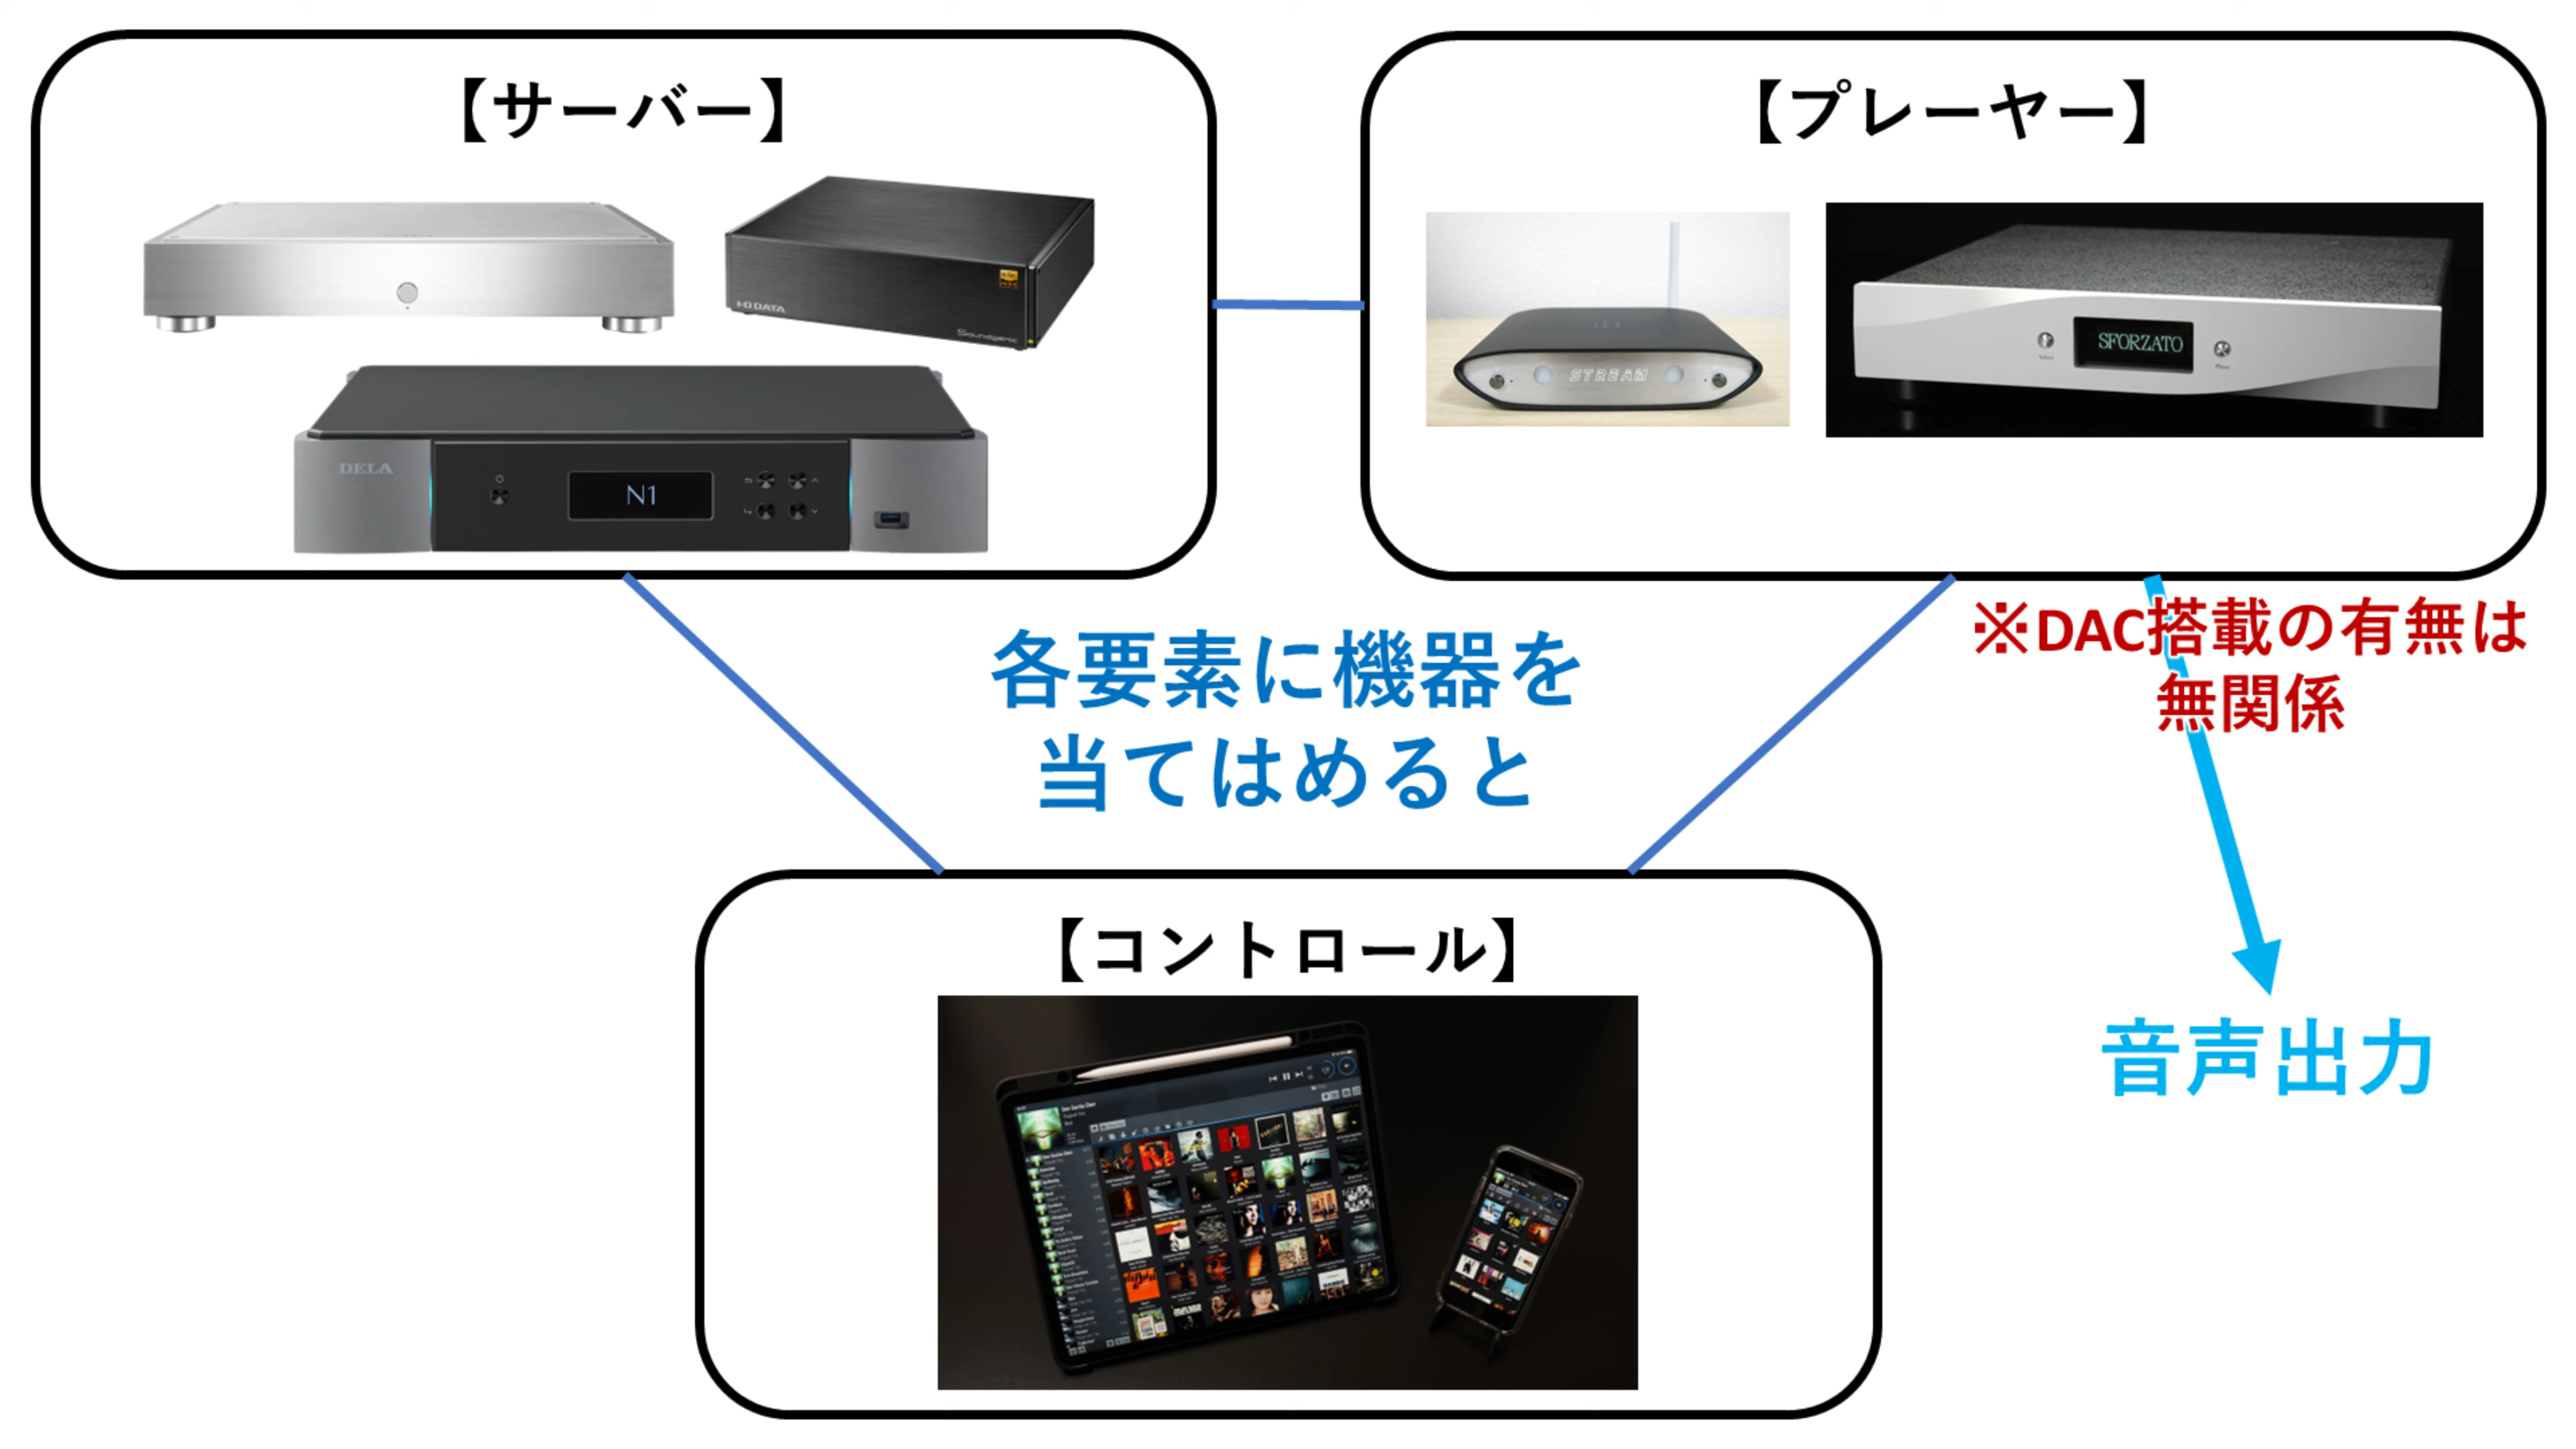 【サーバー】
I-O DATA
Soundgenic
DELA
N1
【プレーヤー】
STREAM
SFORZATO
Select
※DAC搭載の有無は
無関係
各要素に機器を
当てはめると
【コントロール】
音声出力